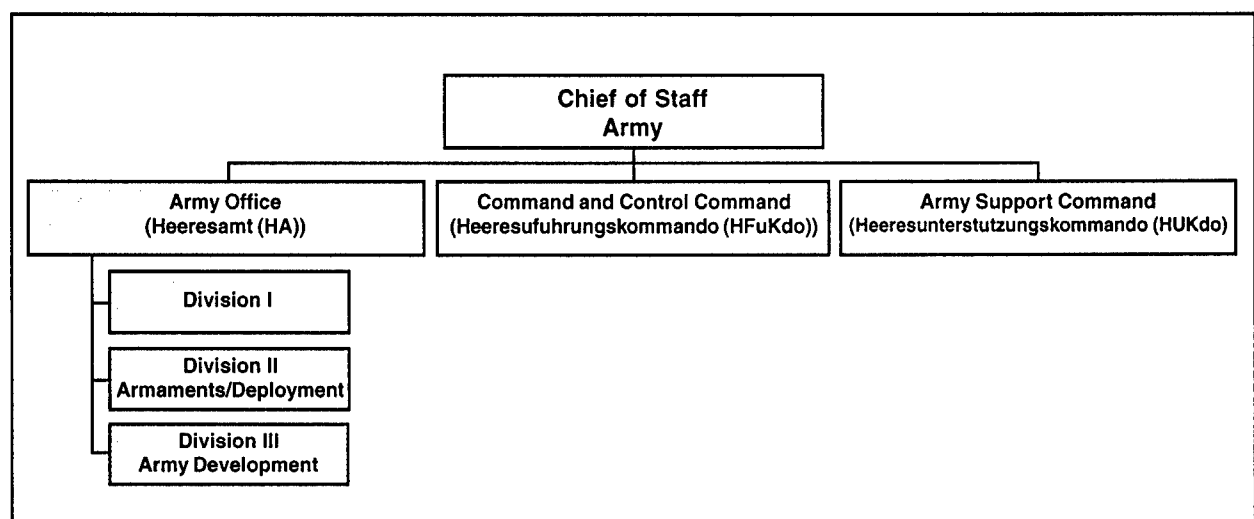 Chief of Staff
Army
Army Office
(Heeresamt (HA))
Command and Control Command
(Heeresufuhrungskommando (HFuKdo))
Army Support Command
(Heeresunterstutzungskommando (HUKdo)
Division I
Division II
Armaments/Deployment
Division III
Army Development